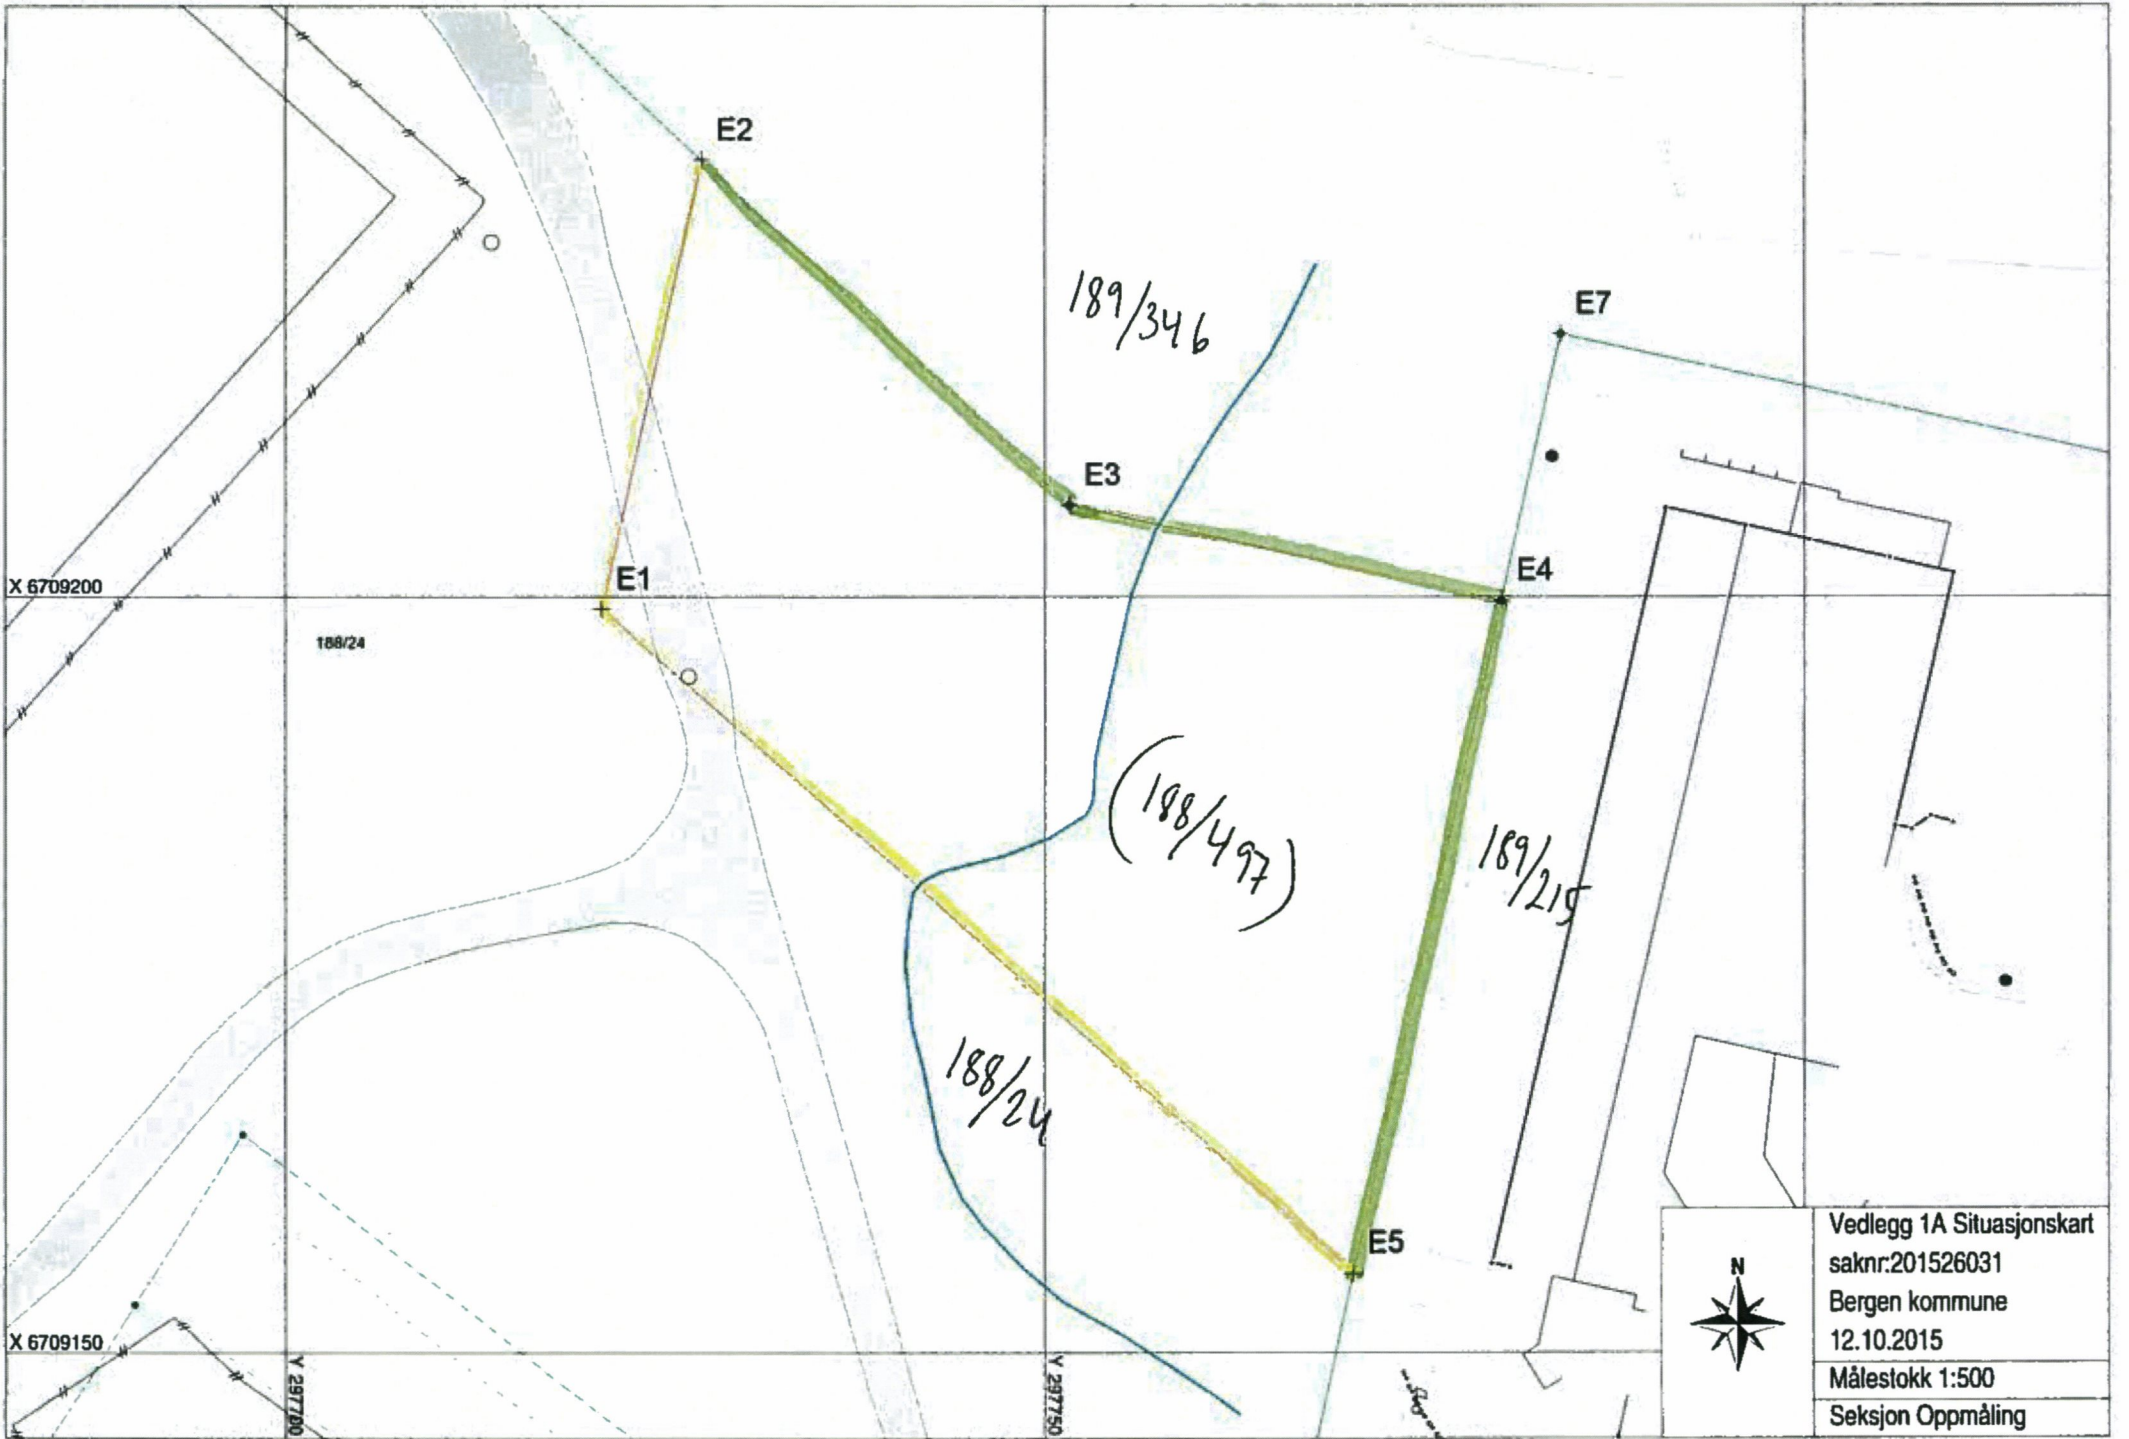 E2
189/346
E7
E3
E4
X 6709200
E1
188/24
(188/497)
189/215
188/24
E5
X 6709150
Y 297700
Y 297750
N
Vedlegg 1A Situasjonskart
saknr:201526031
Bergen kommune
12.10.2015
Målestokk 1:500
Seksjon Oppmåling